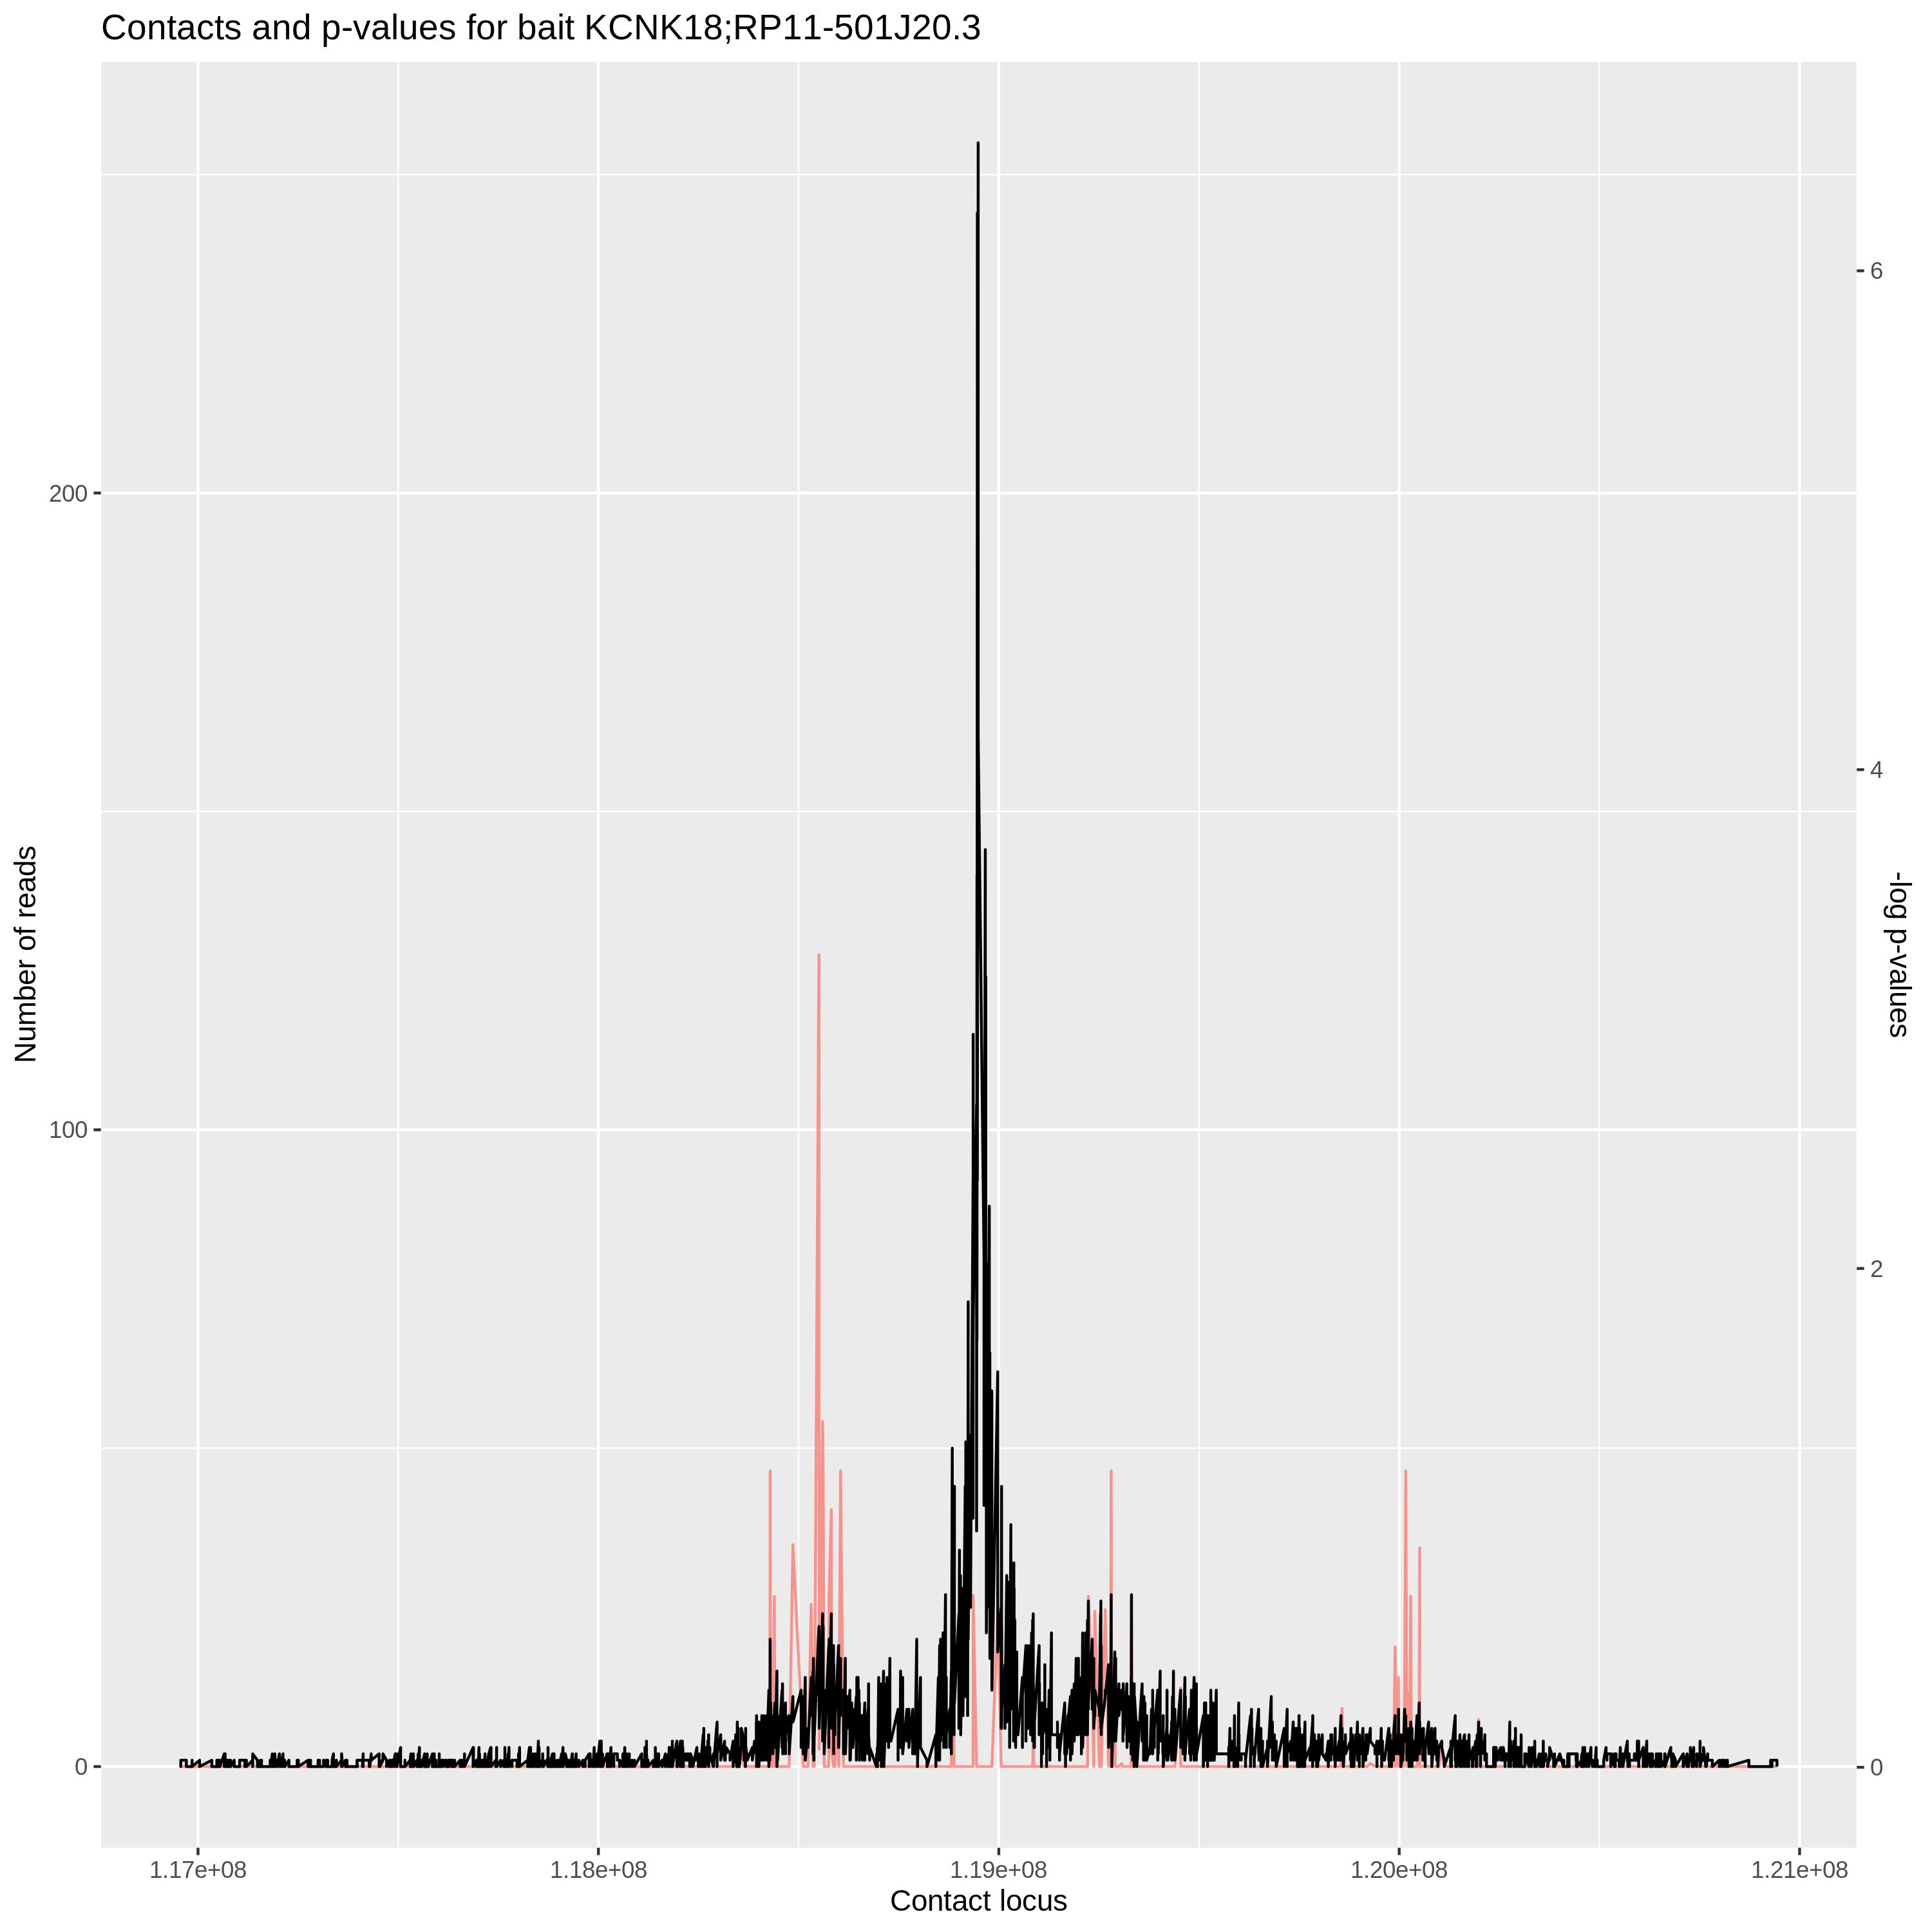 Contacts and p-values for bait KCNK18;RP11-501J20.3
Number of reads
200
100
0
6
4
2
0
-log p-values
1.17e+08 1.18e+08 1.19e+08 1.20e+08 1.21e+08
Contact locus